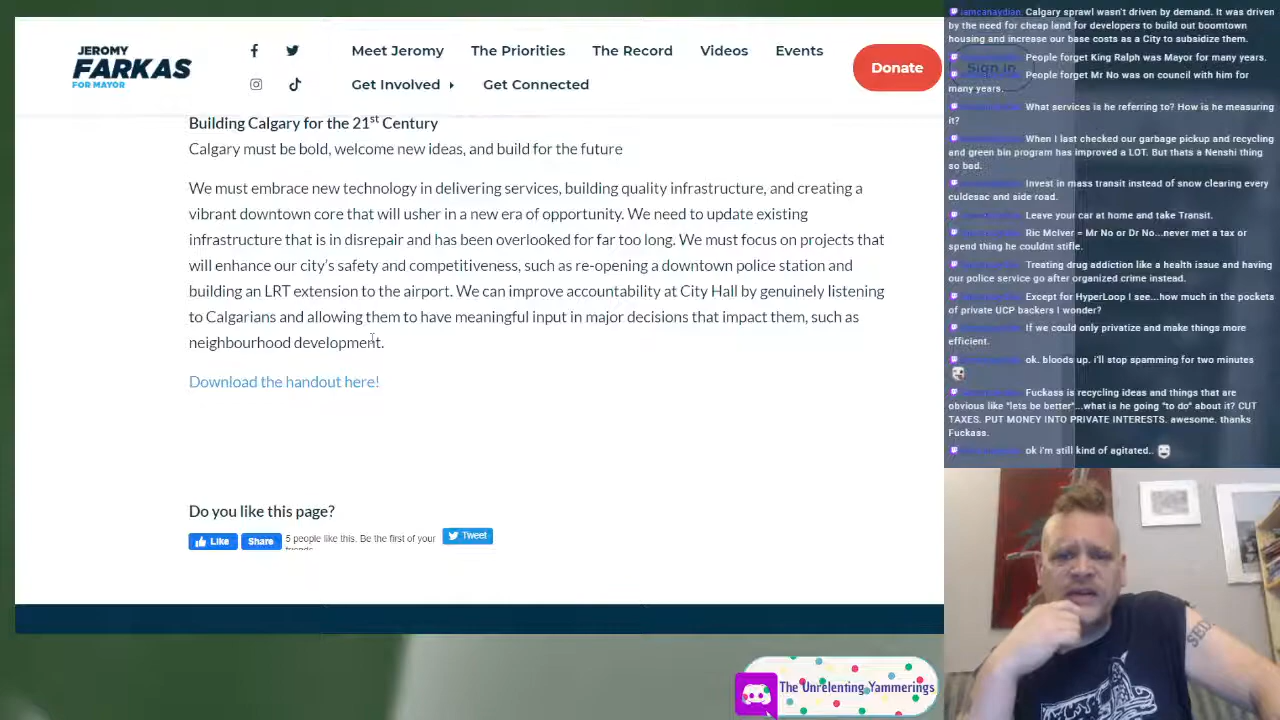 JEROMY
FARKAS
FOR MAYOR
Meet Jeromy
The Priorities
The Record
Videos
Events
Get Involved
Get Connected
Donate
Sign in
Building Calgary for the 21st Century
Calgary must be bold, welcome new ideas, and build for the future
We must embrace new technology in delivering services, building quality infrastructure, and creating a
vibrant downtown core that will usher in a new era of opportunity. We need to update existing
infrastructure that is in disrepair and has been overlooked for far too long. We must focus on projects that
will enhance our city's safety and competitiveness, such as re-opening a downtown police station and
building an LRT extension to the airport. We can improve accountability at City Hall by genuinely listening
to Calgarians and allowing them to have meaningful input in major decisions that impact them, such as
neighbourhood development.
Download the handout here!
Do you like this page?
Like
Share
5 people like this. Be the first of your
friends.
Tweet
Calgary sprawl wasn't driven by demand. It was driven
by the need for cheap land for developers to build out boomtown
housing and increase our base costs as a City to subsidize them.
People forget King Ralph was Mayor for many years.
People forget Mr No was on council with him for
many years.
What services is he referring to? How is he measuring
it?
When I last checked our garbage pickup and recycling
and green bin program has improved a LOT. But thats a Nenshi thing
so bad.
Invest in mass transit instead of snow clearing every
culdesac and side road.
Leave your car at home and take Transit.
Ric McIver = Mr No or Dr No...never met a tax or
spend thing he couldnt stifle.
Treating drug addiction like a health issue and having
our police service go after organized crime instead.
Except for HyperLoop I see...how much in the pockets
of private UCP backers I wonder?
If we could only privatize and make things more
efficient.
ok. bloods up. i'll stop spamming for two minutes
Fuckass is recycling ideas and things that are
obvious like "lets be better"...what is he going "to do" about it? CUT
TAXES. PUT MONEY INTO PRIVATE INTERESTS. awesome. thanks
Fuckass.
ok i'm still kind of agitated..
The Unrelenting Yammerings